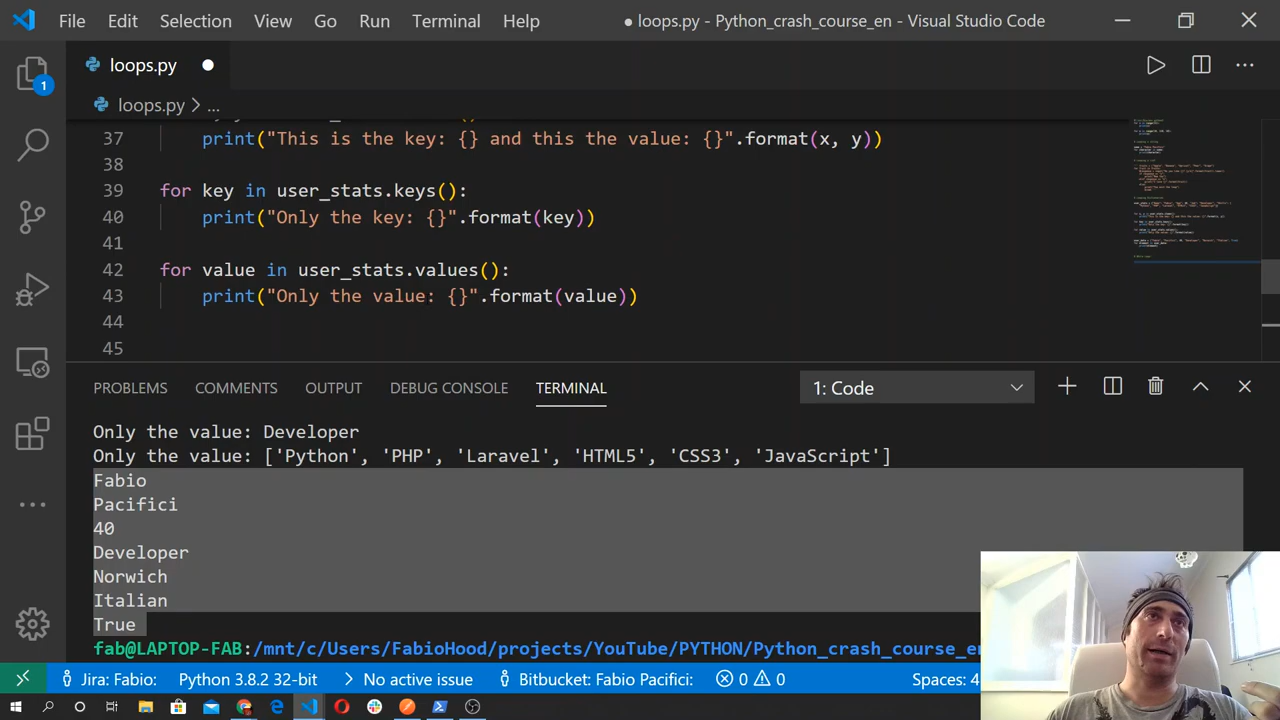 File Edit Selection View Go Run Terminal Help ● loops.py - Python_crash_course_en - Visual Studio Code
loops.py
loops.py > ...
37 print("This is the key: {} and this the value: {}".format(x, y))
38
39 for key in user_stats.keys():
40 print("Only the key: {}".format(key))
41
42 for value in user_stats.values():
43 print("Only the value: {}".format(value))
44
45
1
PROBLEMS COMMENTS OUTPUT DEBUG CONSOLE TERMINAL 1: Code
Only the value: Developer
Only the value: ['Python', 'PHP', 'Laravel', 'HTML5', 'CSS3', 'JavaScript']
Fabio
Pacifici
40
Developer
Norwich
Italian
True
fab@LAPTOP-FAB:/mnt/c/Users/FabioHood/projects/YouTube/PYTHON/Python_crash_course_en
Jira: Fabio: Python 3.8.2 32-bit No active issue Bitbucket: Fabio Pacifici: 0 0 Spaces: 4